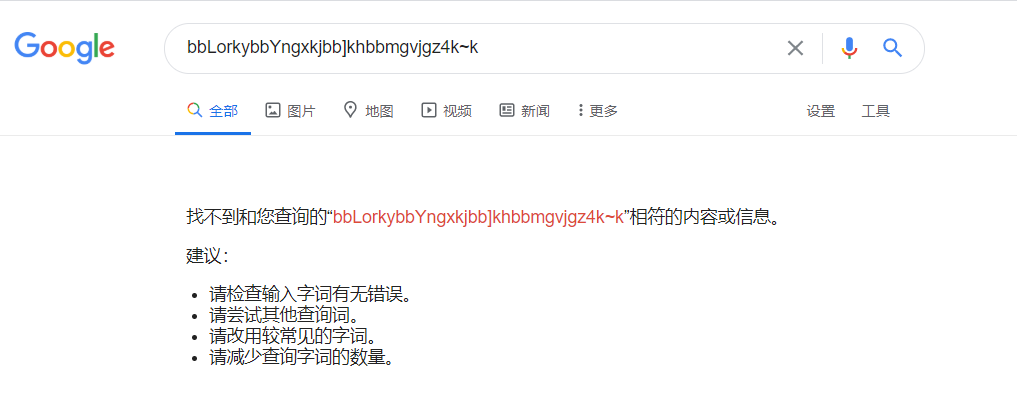 Google
bbLorkybbYngxkjbb]khbbmgvjgz4k~k
全部 图片 地图 视频 新闻 更多 设置 工具
找不到和您查询的“bbLorkybbYngxkjbb]khbbmgvjgz4k~k”相符的内容或信息。
建议：
请检查输入字词有无错误。
请尝试其他查询词。
请改用较常见的字词。
请减少查询字词的数量。